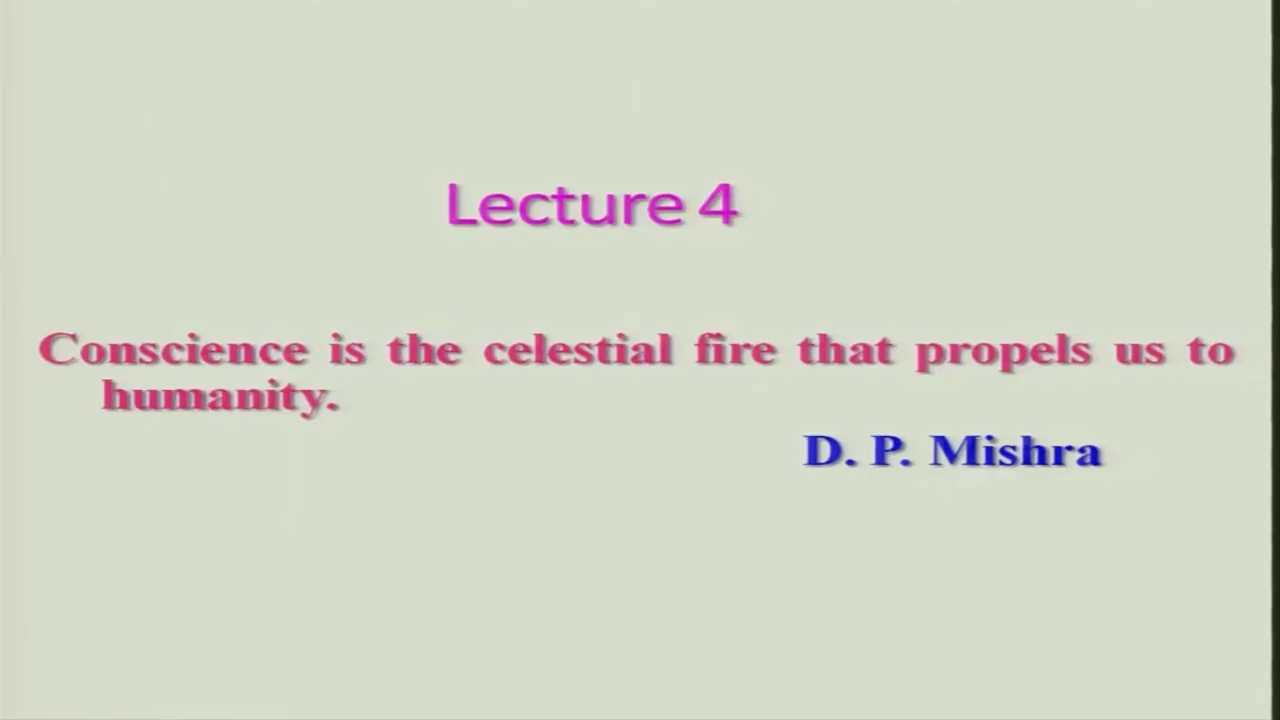 Lecture 4
Conscience is the celestial fire that propels us to
humanity.
D. P. Mishra